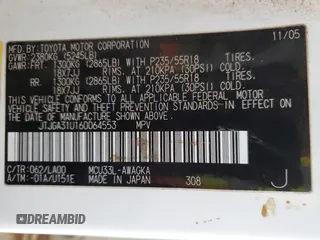 MFD.BY:TOYOTA MOTOR CORPORATION 11/05
GVWR:2380KG (5245LB)
GAWR:FRT. 1300KG (2865LB) WITH P235/55R18 TIRES,
18X7JJ RIMS, AT 210KPA (30PSI) COLD
RR. 1300KG (2865LB) WITH P235/55R18 TIRES,
18X7JJ RIMS, AT 210KPA (30PSI) COLD
THIS VEHICLE CONFORMS TO ALL APPLICABLE FEDERAL MOTOR
VEHICLE SAFETY AND THEFT PREVENTION STANDARDS IN
EFFECT ON THE DATE OF MANUFACTURE SHOWN ABOVE.
JTJGA31U160064553 MPV
C/TR:062/LA00 MCU33L-AWAGKA
A/TM:-01A/U151E MADE IN JAPAN 308
J
DREAMBID
dreambid.com